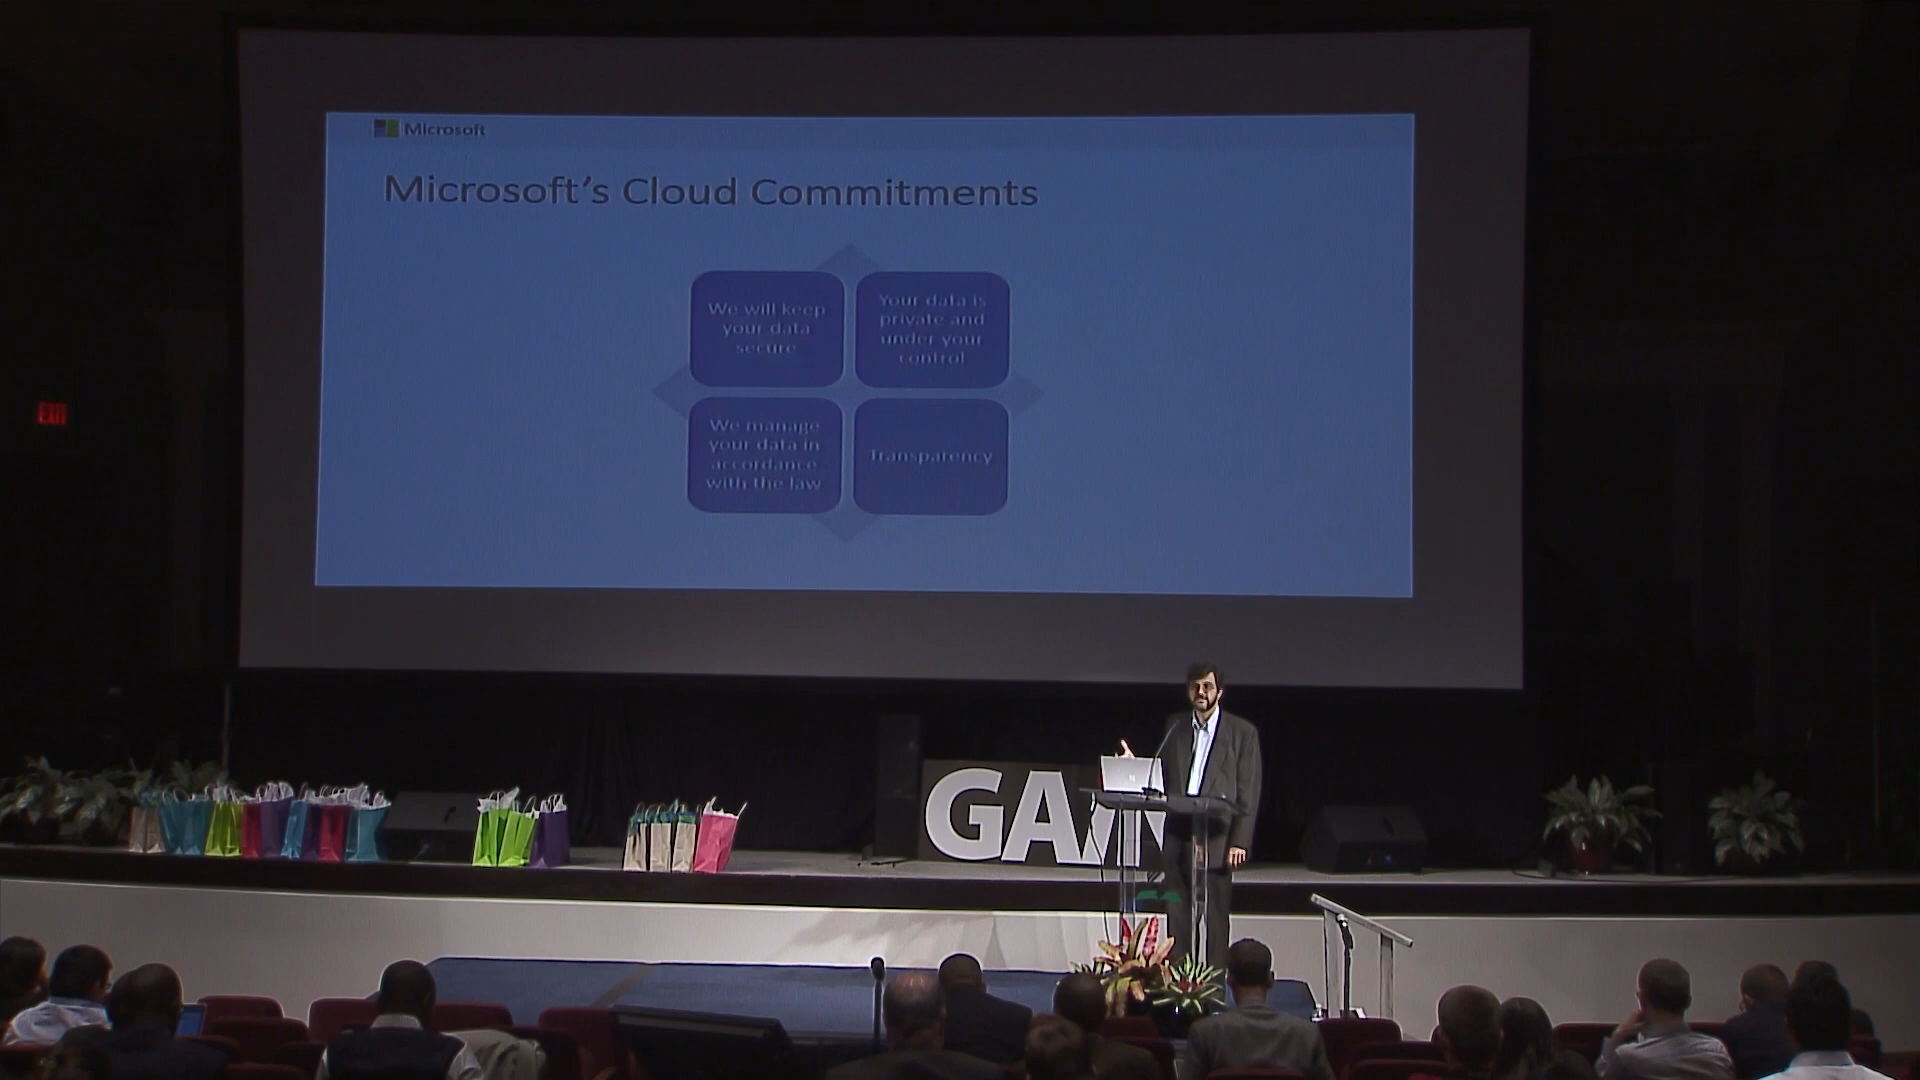 Microsoft
Microsoft's Cloud Commitments
We will keep
your data
secure
Your data is
private and
under your
control
We manage
your data in
accordance
with the law
Transparency
EXIT
GA